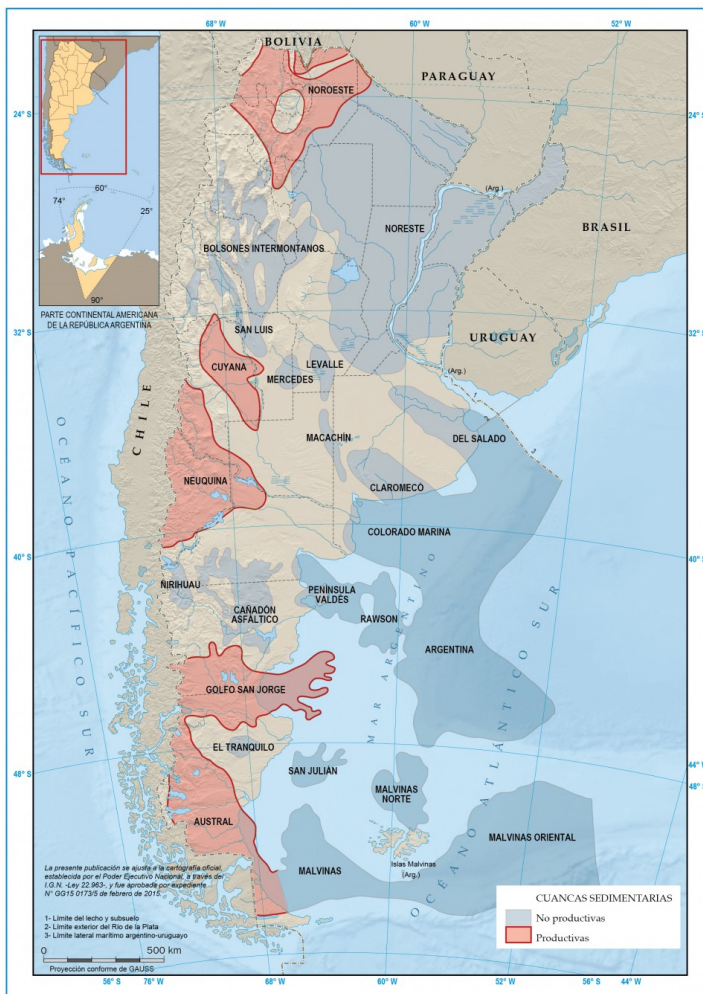 68° W
60° W
BOLIVIA
PARAGUAY
NOROESTE
24° S
24° S
60°
74°
25°
90°
PARTE CONTINENTAL AMERICANA
DE LA REPÚBLICA ARGENTINA
(Arg.)
NORESTE
BRASIL
BOLSONES INTERMONTANOS
32° S
32° S
SAN LUIS
URUGUAY
CUYANA
LEVALLE
MERCEDES
(Arg.)
1
CHILE
MACACHÍN
2
DEL SALADO
3
NEUQUINA
CLAROMECÓ
COLORADO MARINA
40° S
40° S
ÑIRIHUAU
PENÍNSULA
VALDÉS
CAÑADÓN
ASFÁLTICO
RAWSON
ARGENTINA
OCÉANO PACÍFICO SUR
MAR ARGENTINO
OCÉANO ATLÁNTICO SUR
GOLFO SAN JORGE
EL TRANQUILO
SAN JULIÁN
48° S
44° S
48° S
MALVINAS
NORTE
AUSTRAL
MALVINAS ORIENTAL
Islas Malvinas
(Arg.)
MALVINAS
La presente publicación se ajusta a la cartografía oficial,
establecida por el Poder Ejecutivo Nacional, a través del
I.G.N. -Ley 22.963-, y fue aprobada por expediente
N° GG15 0173/5 de febrero de 2015.
1- Límite del lecho y subsuelo
2- Límite exterior del Río de la Plata
3- Límite lateral marítimo argentino-uruguayo
0 500 km
Proyección conforme de GAUSS
CUANCAS SEDIMENTARIAS
No productivas
Productivas
56° S
72° W
68° W
64° W
60° W
56° W
52° W
44° W